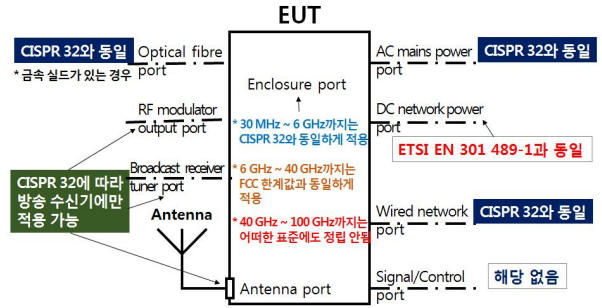 EUT
CISPR 32와 동일
* 금속 실드가 있는 경우
Optical fibre
port
RF modulator
output port
Broadcast receiver
tuner port
CISPR 32에 따라
방송 수신기에만
적용 가능
Antenna
Enclosure port
* 30 MHz ~ 6 GHz까지는
CISPR 32와 동일하게 적용
* 6 GHz ~ 40 GHz까지는
FCC 한계값과 동일하게
적용
* 40 GHz ~ 100 GHz까지는
어떠한 표준에도 정립 안됨
Antenna port
AC mains power
port
CISPR 32와 동일
DC network power
port
ETSI EN 301 489-1과 동일
Wired network
port
CISPR 32와 동일
Signal/Control
port
해당 없음